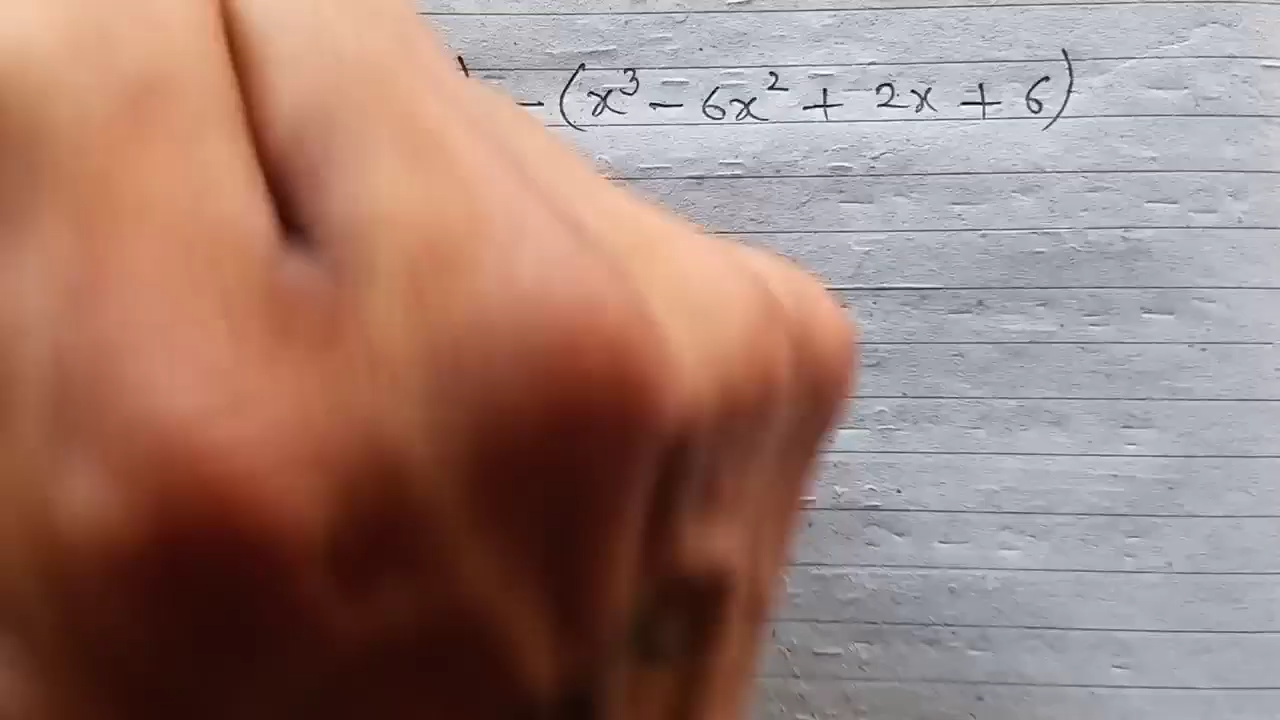 - (x³ - 6x² + 2x + 6)